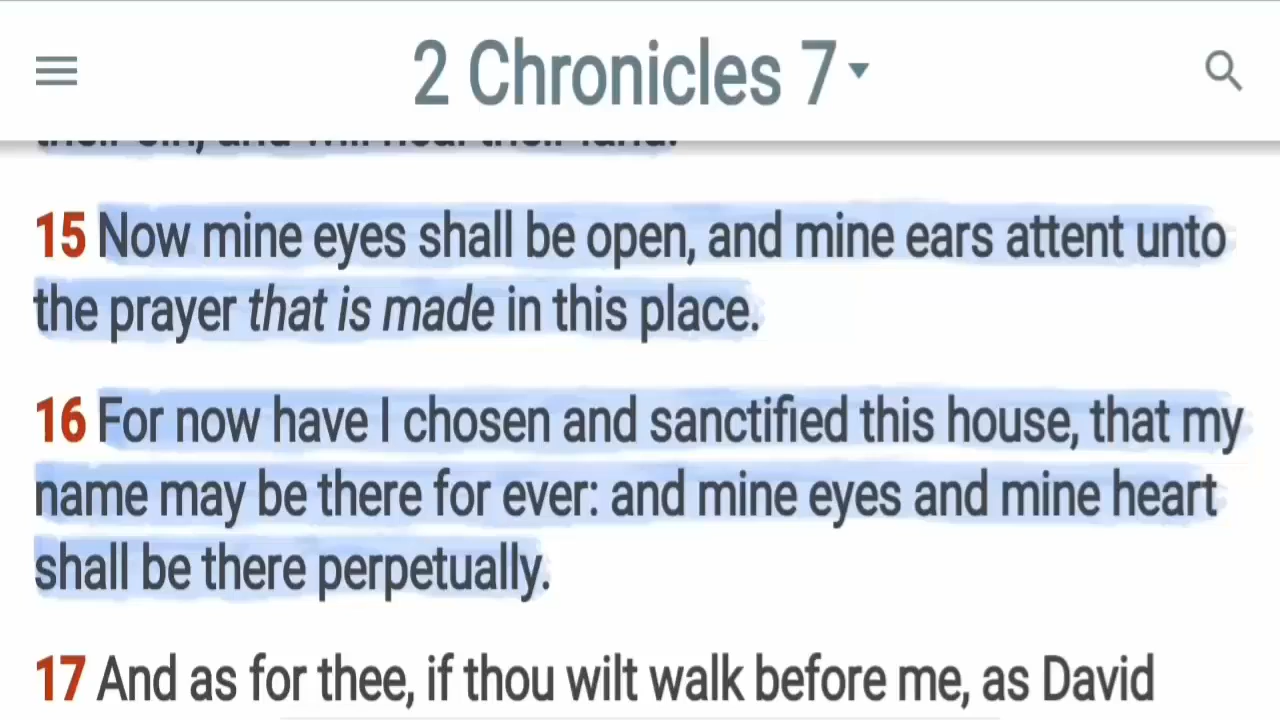 2 Chronicles 7
15 Now mine eyes shall be open, and mine ears attent unto
the prayer that is made in this place.
16 For now have I chosen and sanctified this house, that my
name may be there for ever: and mine eyes and mine heart
shall be there perpetually.
17 And as for thee, if thou wilt walk before me, as David